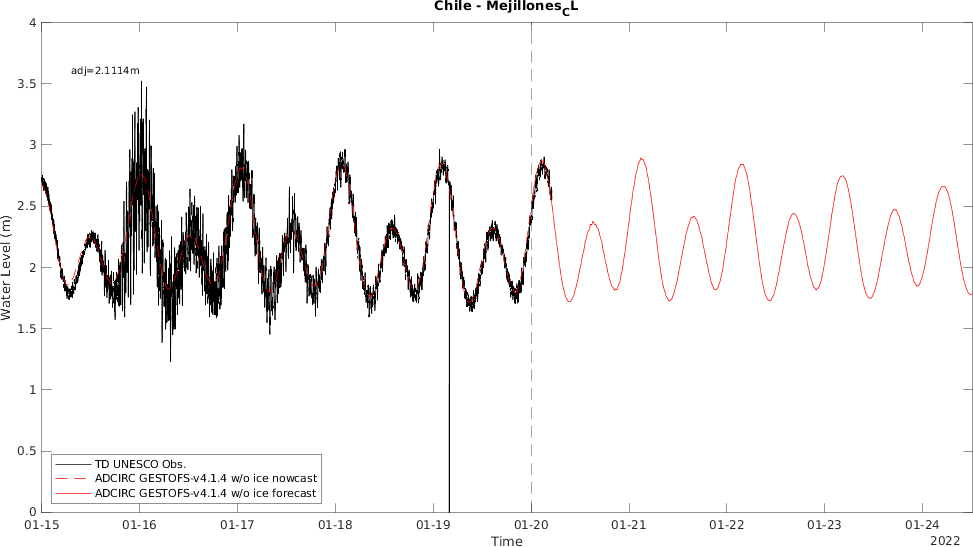 Chile - Mejillones_CL
4
3.5
3
2.5
2
1.5
1
0.5
0
Water Level (m)
adj=2.1114m
TD UNESCO Obs.
ADCIRC GESTOFS-v4.1.4 w/o ice nowcast
ADCIRC GESTOFS-v4.1.4 w/o ice forecast
01-15 01-16 01-17 01-18 01-19 01-20 01-21 01-22 01-23 01-24
Time
2022